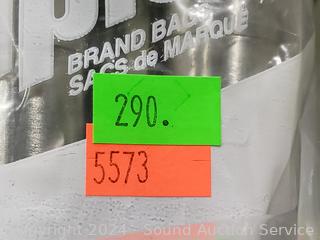 BRAND BAG
SACS de MARQUE
290.
5573
Copyright 2024 - Sound Auction Service